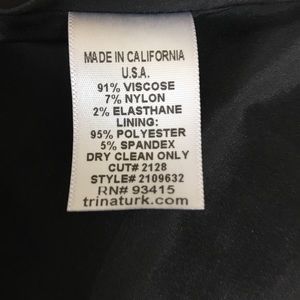 MADE IN CALIFORNIA
U.S.A.
91% VISCOSE
7% NYLON
2% ELASTHANE
LINING:
95% POLYESTER
5% SPANDEX
DRY CLEAN ONLY
CUT# 2128
STYLE# 2109632
RN# 93415
trinaturk.com